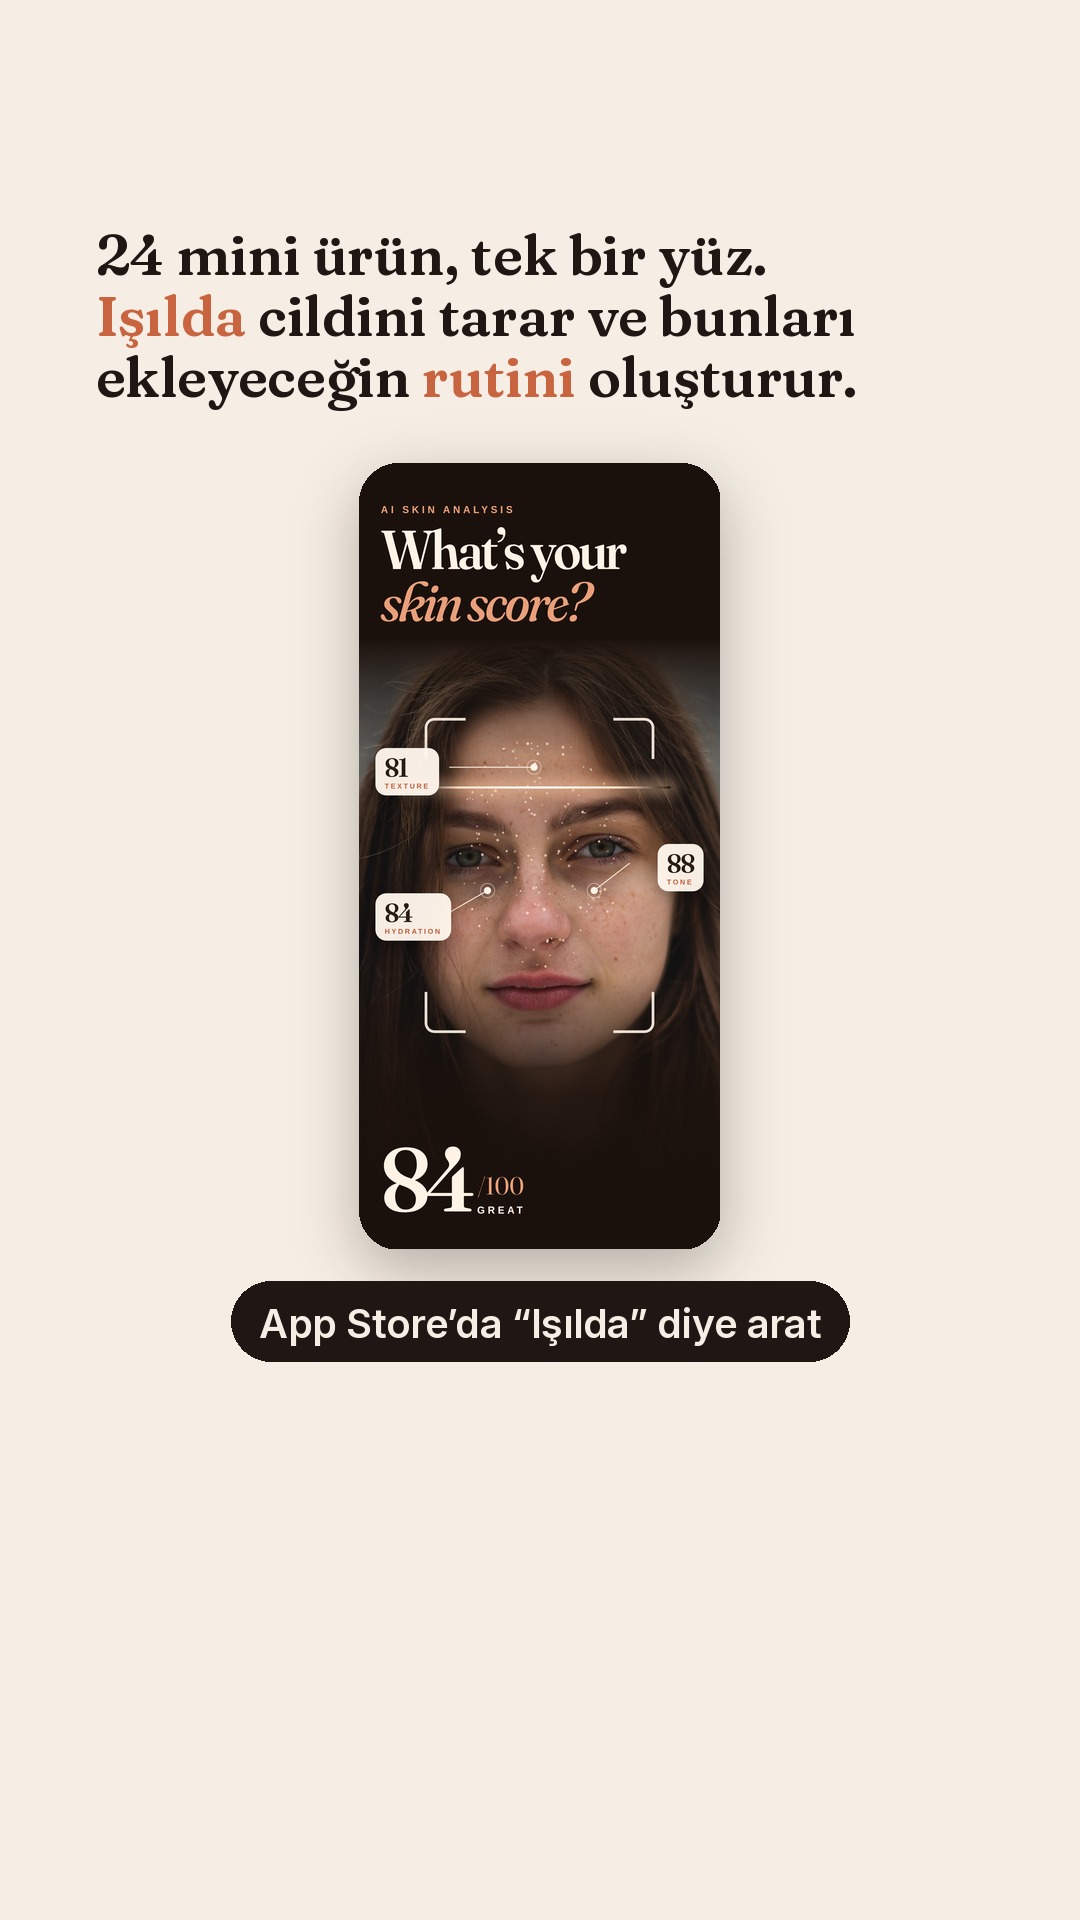 24 mini ürün, tek bir yüz.
Işılda cildini tarar ve bunları
ekleyeceğin rutini oluşturur.
AI SKIN ANALYSIS
What’s your
skin score?
81
TEXTURE
88
TONE
84
HYDRATION
84 /100
GREAT
App Store’da “Işılda” diye arat